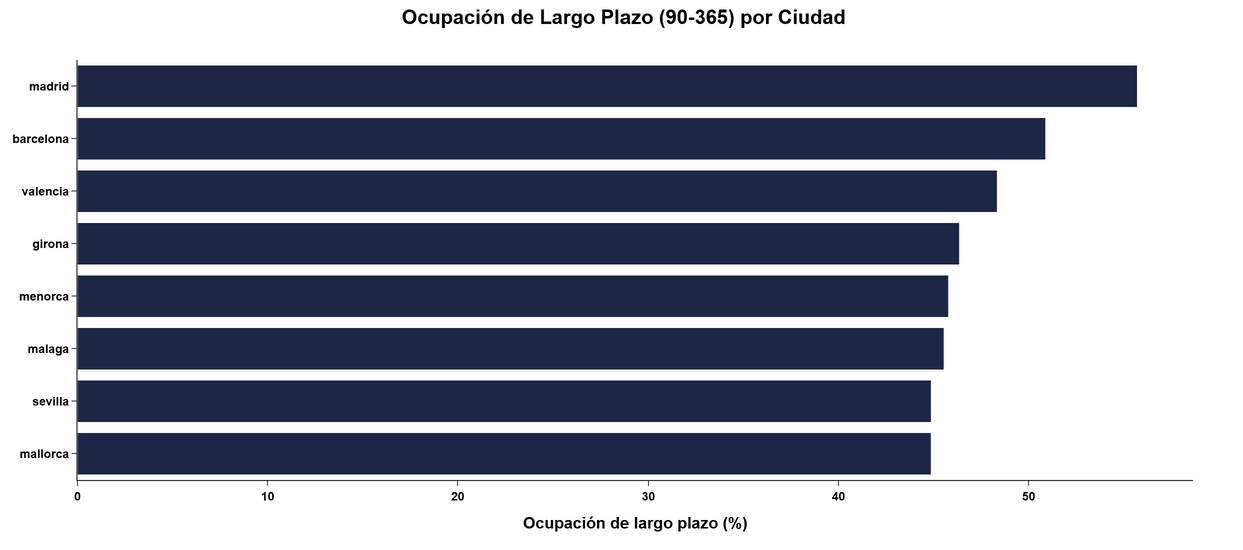 Ocupación de Largo Plazo (90-365) por Ciudad
madrid
barcelona
valencia
girona
menorca
malaga
sevilla
mallorca
0 10 20 30 40 50
Ocupación de largo plazo (%)